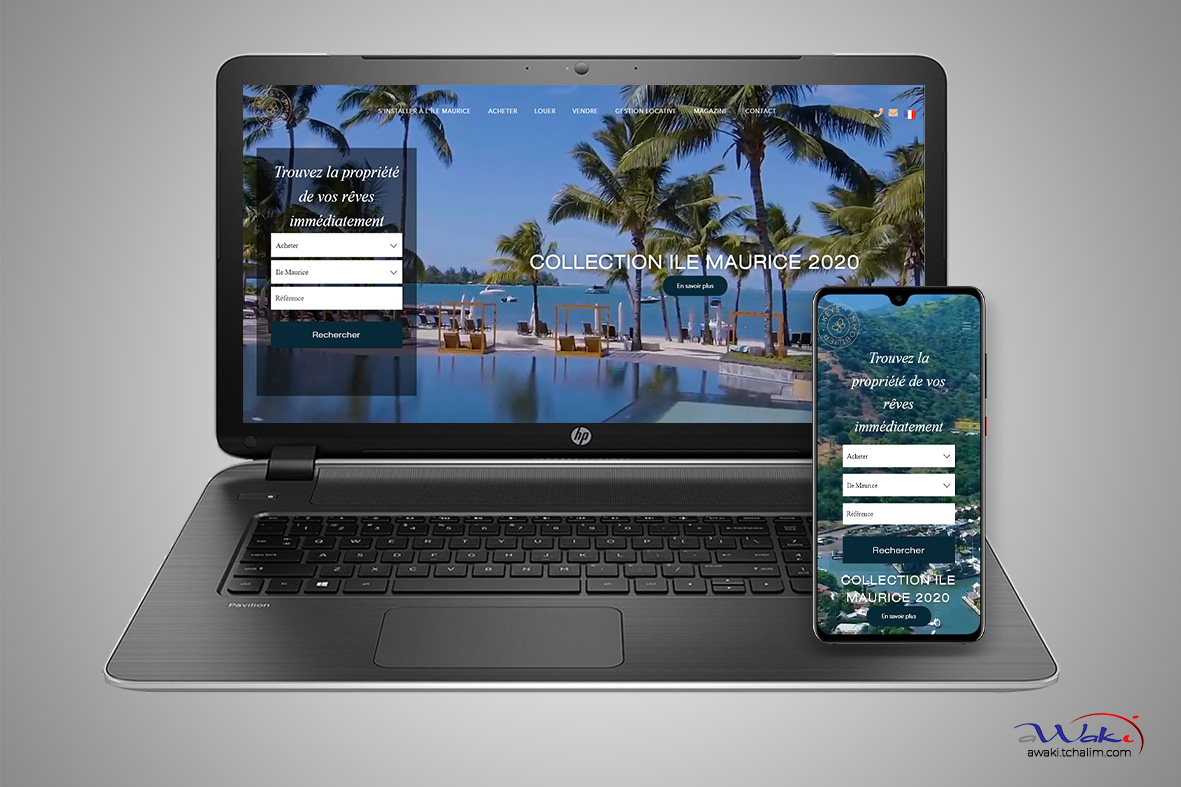 S'INSTALLER À L'ÎLE MAURICE ACHETER LOUER VENDRE GESTION LOCATIVE MAGAZINE CONTACT
Trouvez la propriété
de vos rêves
immédiatement
Acheter
Ile Maurice
Référence
Rechercher
COLLECTION ILE MAURICE 2020
En savoir plus
hp
Pavilion
KEYS IMMOBILIER
Trouvez la
propriété de vos
rêves
immédiatement
Acheter
Ile Maurice
Référence
Rechercher
COLLECTION ILE
MAURICE 2020
En savoir plus
aWaki
awaki.tchalim.com